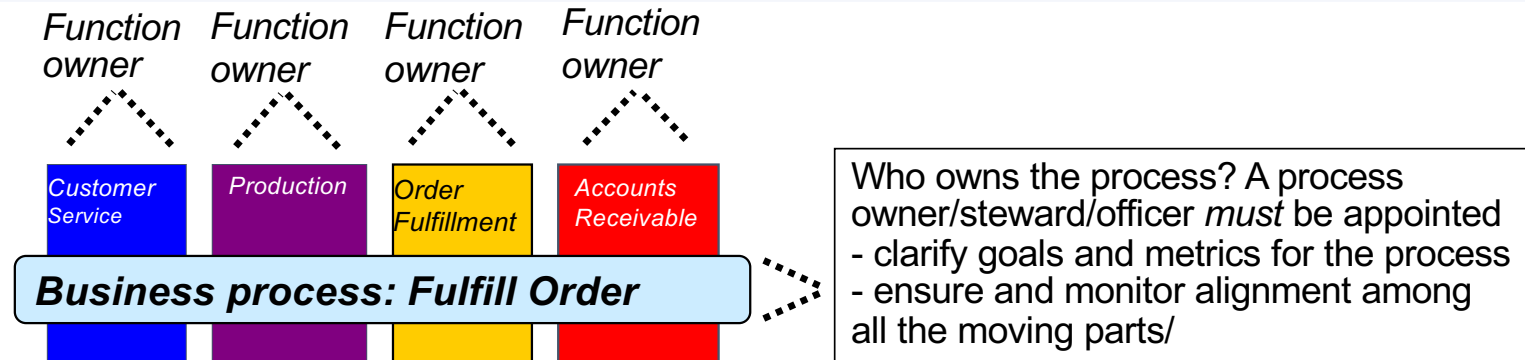 Function
owner
Function
owner
Function
owner
Function
owner
Customer
Service
Production
Order
Fulfillment
Accounts
Receivable
Business process: Fulfill Order
Who owns the process? A process
owner/steward/officer must be appointed
- clarify goals and metrics for the process
- ensure and monitor alignment among
all the moving parts/